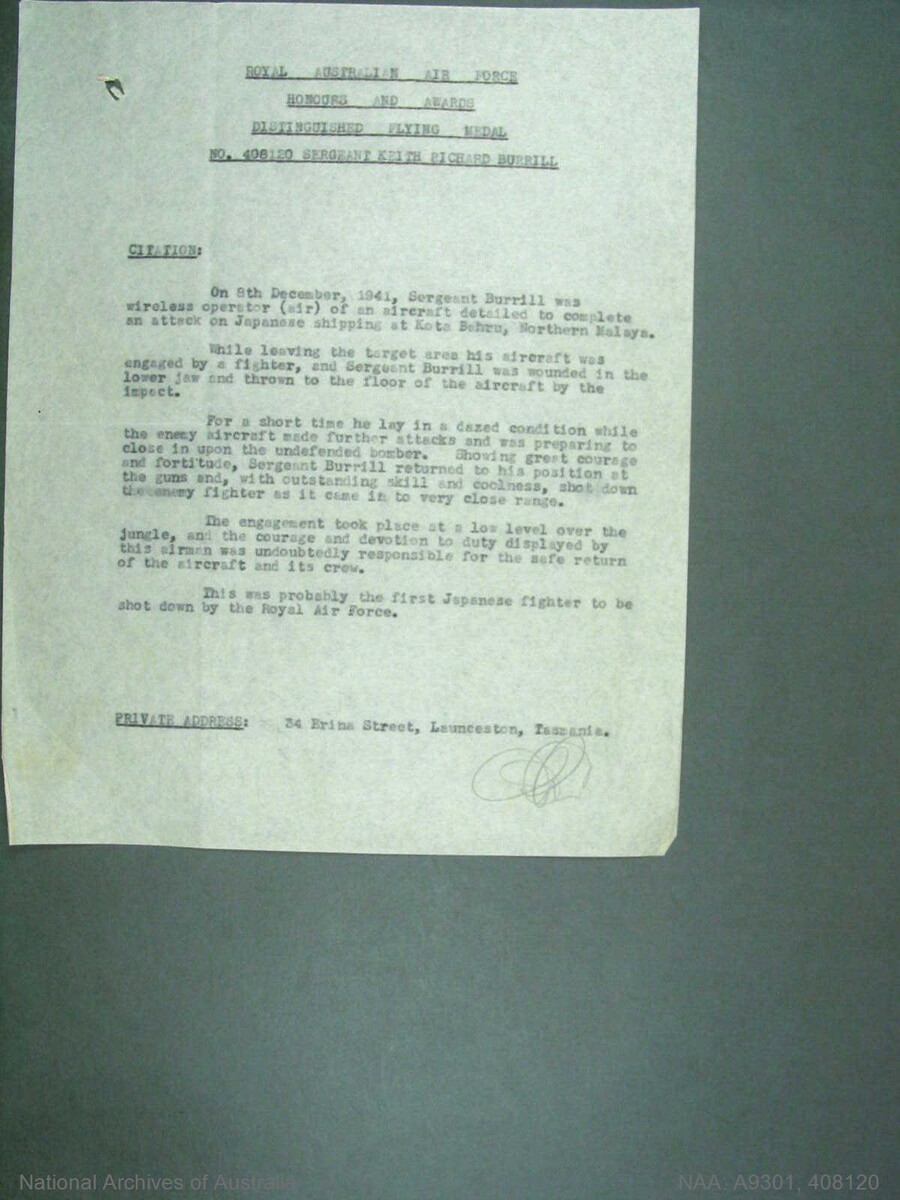 ROYAL AUSTRALIAN AIR FORCE
HONOURS AND AWARDS
DISTINGUISHED FLYING MEDAL
NO. 408120 SERGEANT KEITH RICHARD BURRILL
CITATION:
On 8th December, 1941, Sergeant Burrill was
wireless operator (air) of an aircraft detailed to complete
an attack on Japanese shipping at Kota Bahru, Northern Malaya.
While leaving the target area his aircraft was
engaged by a fighter, and Sergeant Burrill was wounded in the
lower jaw and thrown to the floor of the aircraft by the
impact.
For a short time he lay in a dazed condition while
the enemy aircraft made further attacks and was preparing to
close in upon the undefended bomber. Showing great courage
and fortitude, Sergeant Burrill returned to his position at
the guns and, with outstanding skill and coolness, shot down
the enemy fighter as it came in to very close range.
The engagement took place at a low level over the
jungle, and the courage and devotion to duty displayed by
this airman was undoubtedly responsible for the safe return
of the aircraft and its crew.
This was probably the first Japanese fighter to be
shot down by the Royal Air Force.
PRIVATE ADDRESS: 34 Erina Street, Launceston, Tasmania.
National Archives of Australia
NAA: A9301, 408120